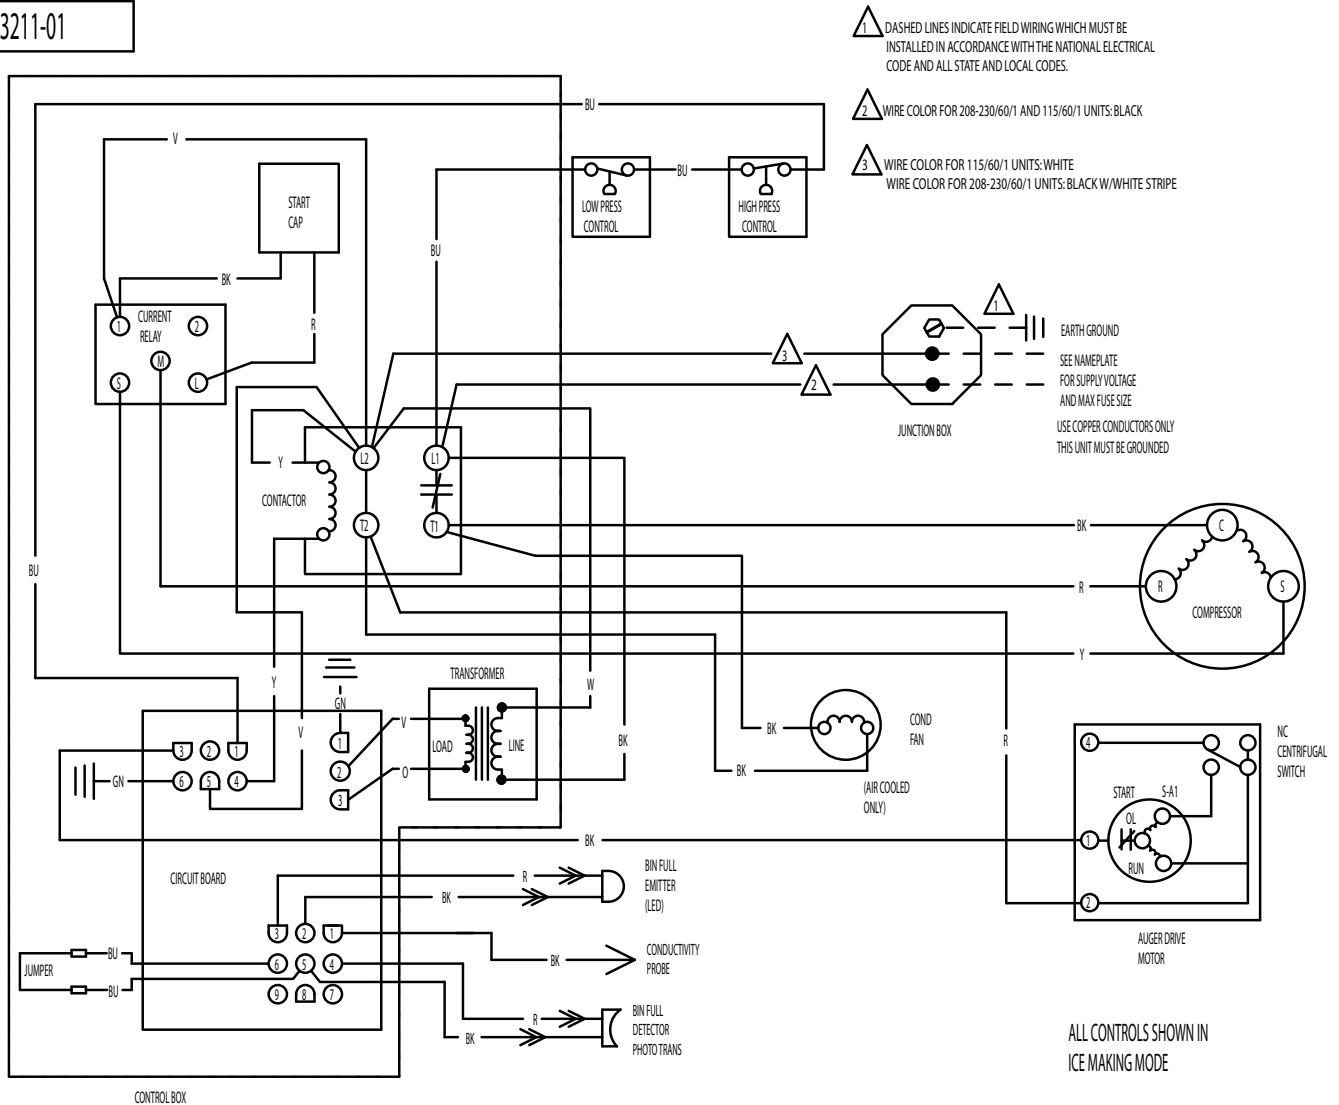 3211-01
1 DASHED LINES INDICATE FIELD WIRING WHICH MUST BE
INSTALLED IN ACCORDANCE WITH THE NATIONAL ELECTRICAL
CODE AND ALL STATE AND LOCAL CODES.
2 WIRE COLOR FOR 208-230/60/1 AND 115/60/1 UNITS: BLACK
3 WIRE COLOR FOR 115/60/1 UNITS: WHITE
WIRE COLOR FOR 208-230/60/1 UNITS: BLACK W/WHITE STRIPE
BU
V
START
CAP
BU
LOW PRESS
CONTROL
HIGH PRESS
CONTROL
BU
BK
R
CURRENT
RELAY
1
2
M
S
L
1
EARTH GROUND
3
2
SEE NAMEPLATE
FOR SUPPLY VOLTAGE
AND MAX FUSE SIZE
USE COPPER CONDUCTORS ONLY
THIS UNIT MUST BE GROUNDED
JUNCTION BOX
L2
L1
Y
CONTACTOR
T2
T1
BK
C
BU
R
R
S
COMPRESSOR
Y
Y
GN
V
TRANSFORMER
LOAD
LINE
W
BK
V
O
BK
BK
COND
FAN
(AIR COOLED
ONLY)
R
3
2
1
6
5
4
GN
1
2
3
BK
4
NC
CENTRIFUGAL
SWITCH
START
S-A1
OL
RUN
1
2
AUGER DRIVE
MOTOR
CIRCUIT BOARD
R
BK
BIN FULL
EMITTER
(LED)
3
2
1
6
5
4
9
8
7
BK
CONDUCTIVITY
PROBE
JUMPER
BU
BU
R
BK
BIN FULL
DETECTOR
PHOTO TRANS
ALL CONTROLS SHOWN IN
ICE MAKING MODE
CONTROL BOX